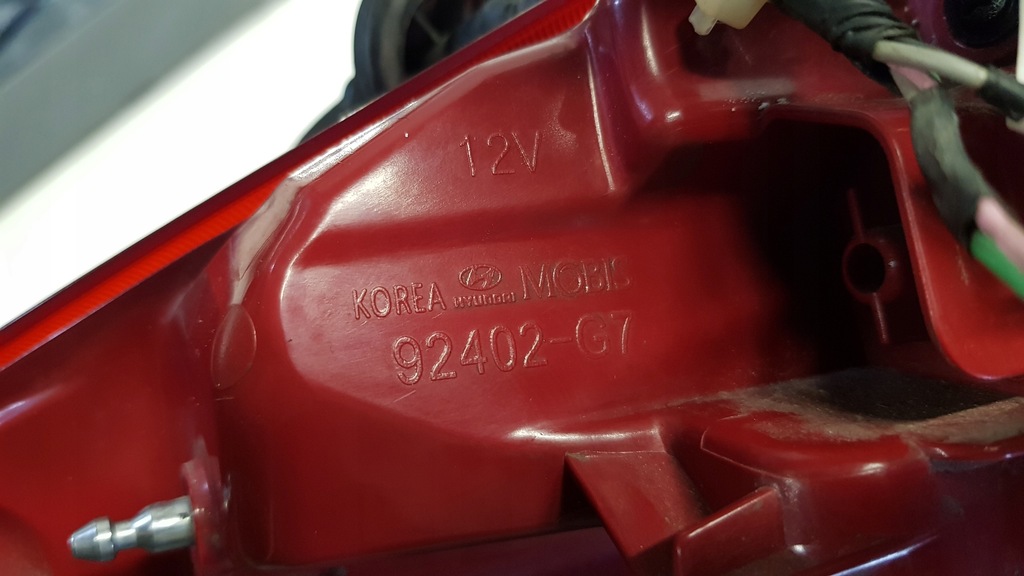 12V
KOREA HYUNDAI MOBIS
92402-G7